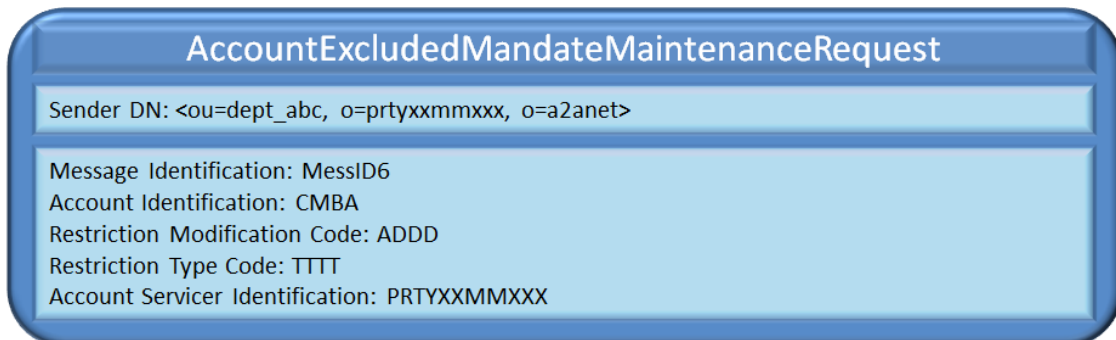 AccountExcludedMandateMaintenanceRequest
Sender DN: <ou=dept_abc, o=prtyxxmmxxx, o=a2anet>
Message Identification: MessID6
Account Identification: CMBA
Restriction Modification Code: ADDD
Restriction Type Code: TTTT
Account Servicer Identification: PRTYXXMMXXX